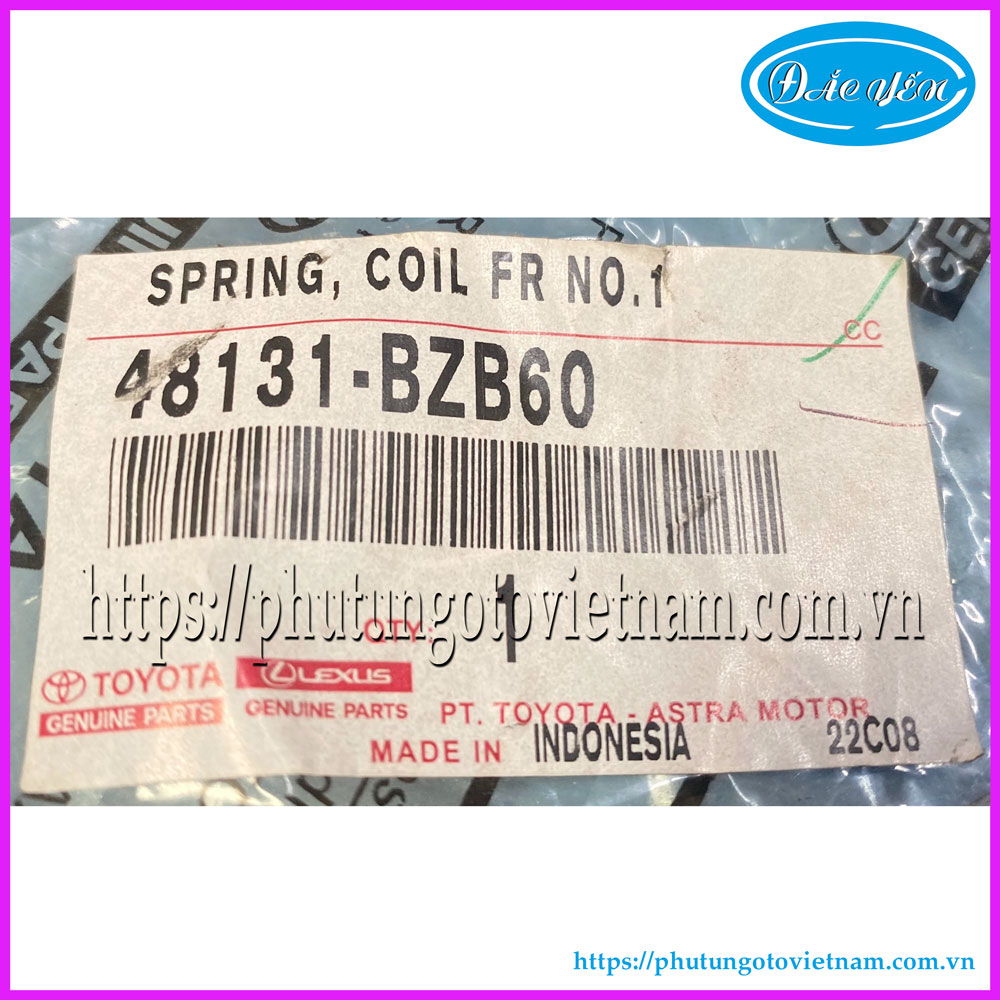 ĐẮC YẾN
SPRING, COIL FR NO.1
CC
48131-BZB60
https://phutungotovietnam.com.vn
QTY: 1
TOYOTA LEXUS
GENUINE PARTS GENUINE PARTS PT. TOYOTA - ASTRA MOTOR
MADE IN INDONESIA 22C08
https://phutungotovietnam.com.vn